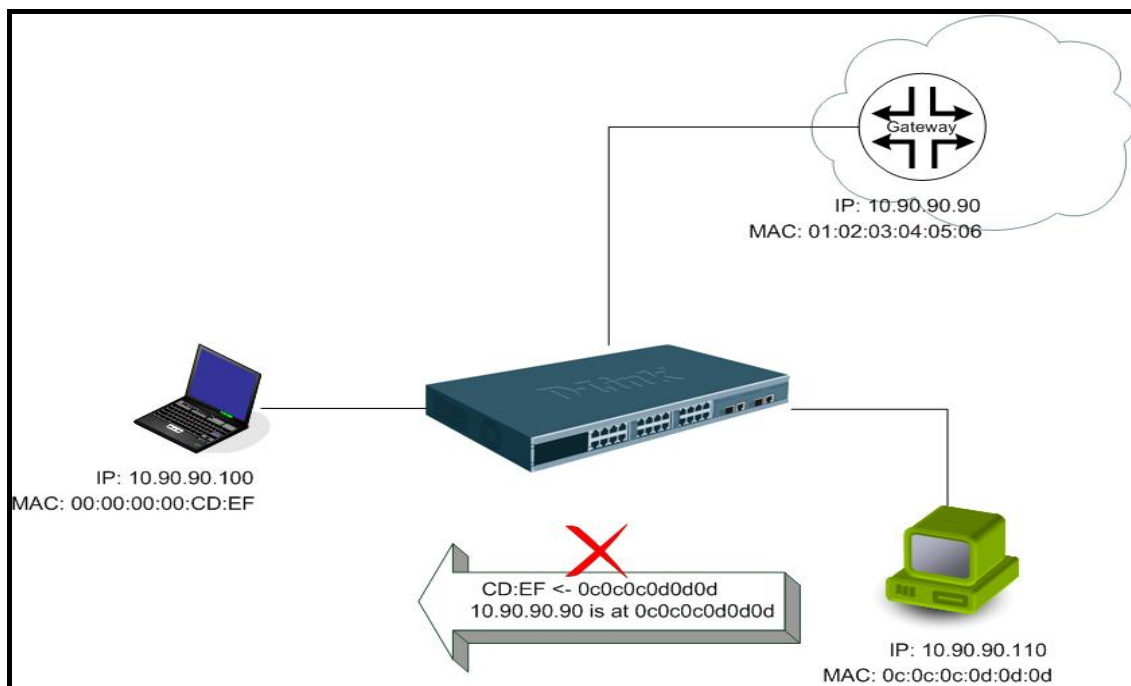 Gateway
IP: 10.90.90.90
MAC: 01:02:03:04:05:06
D-Link
IP: 10.90.90.100
MAC: 00:00:00:00:CD:EF
CD:EF <- 0c0c0c0d0d0d
10.90.90.90 is at 0c0c0c0d0d0d
IP: 10.90.90.110
MAC: 0c:0c:0c:0d:0d:0d